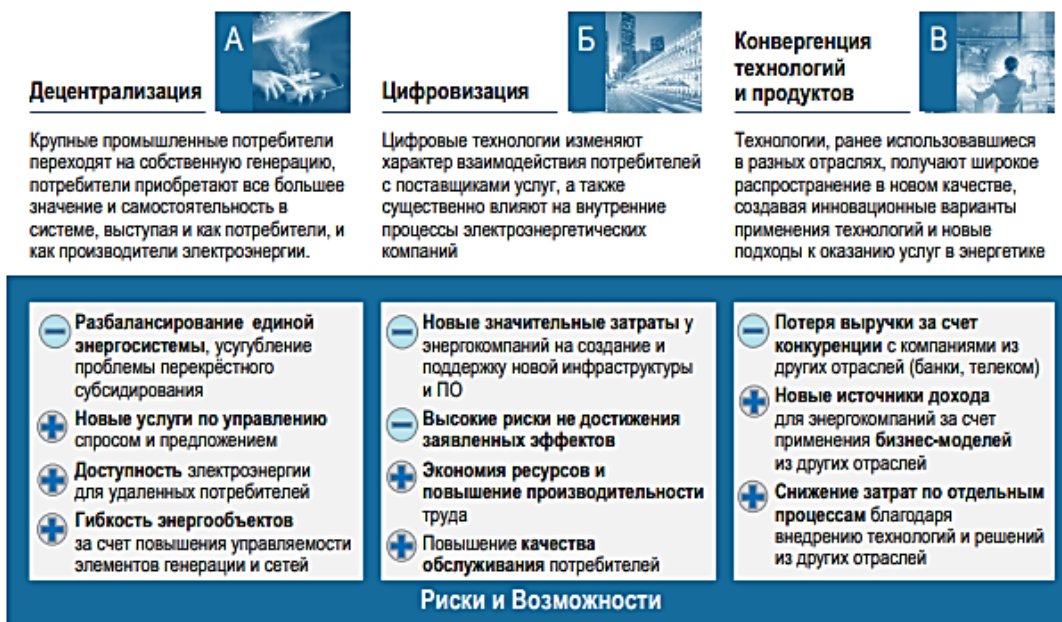 А
Децентрализация
Крупные промышленные потребители
переходят на собственную генерацию,
потребители приобретают все большее
значение и самостоятельность в
системе, выступая и как потребители, и
как производители электроэнергии.
Б
Цифровизация
Цифровые технологии изменяют
характер взаимодействия потребителей
с поставщиками услуг, а также
существенно влияют на внутренние
процессы электроэнергетических
компаний
В
Конвергенция
технологий
и продуктов
Технологии, ранее использовавшиеся
в разных отраслях, получают широкое
распространение в новом качестве,
создавая инновационные варианты
применения технологий и новые
подходы к оказанию услуг в энергетике
Разбалансирование единой
энергосистемы, усугубление
проблемы перекрёстного
субсидирования
Новые услуги по управлению
спросом и предложением
Доступность электроэнергии
для удаленных потребителей
Гибкость энергообъектов
за счет повышения управляемости
элементов генерации и сетей
Новые значительные затраты у
энергокомпаний на создание и
поддержку новой инфраструктуры
и ПО
Высокие риски не достижения
заявленных эффектов
Экономия ресурсов и
повышение производительности
труда
Повышение качества
обслуживания потребителей
Потеря выручки за счет
конкуренции с компаниями из
других отраслей (банки, телеком)
Новые источники дохода
для энергокомпаний за счет
применения бизнес-моделей
из других отраслей
Снижение затрат по отдельным
процессам благодаря
внедрению технологий и решений
из других отраслей
Риски и Возможности